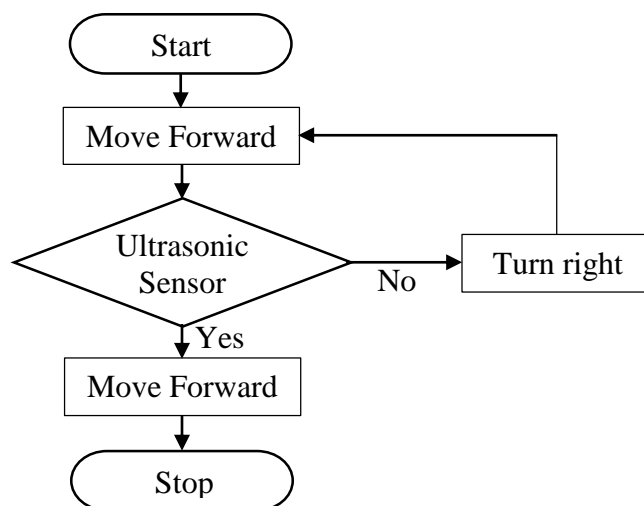 Start
Move Forward
Ultrasonic
Sensor
No
Turn right
Yes
Move Forward
Stop